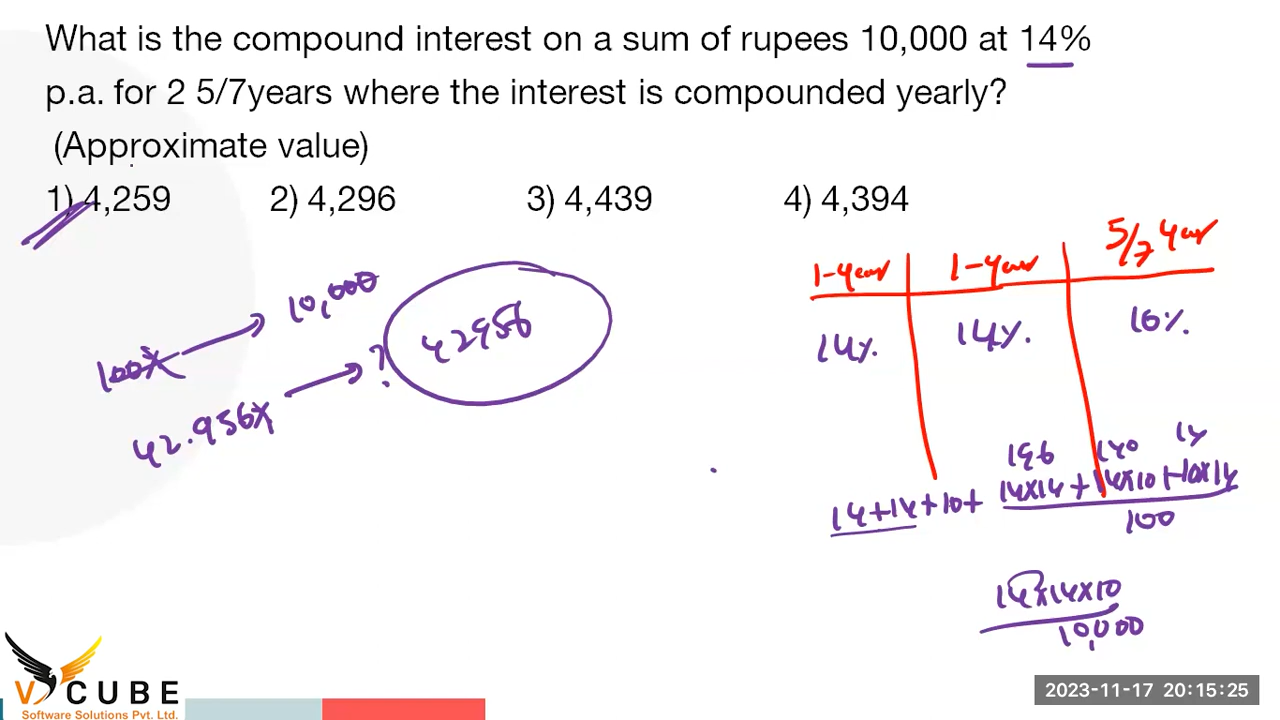 What is the compound interest on a sum of rupees 10,000 at 14%
p.a. for 2 5/7years where the interest is compounded yearly?
(Approximate value)
1) 4,259 2) 4,296 3) 4,439 4) 4,394
1-year 1-year 5/7 year
14%. 14%. 10%.
100% → 10,000
42.956% → ? 42956
196 140 14
14+14+10+ 14x14+14x10+10x14
100
14x14x10
10,000
V CUBE
Software Solutions Pvt. Ltd.
2023-11-17 20:15:25